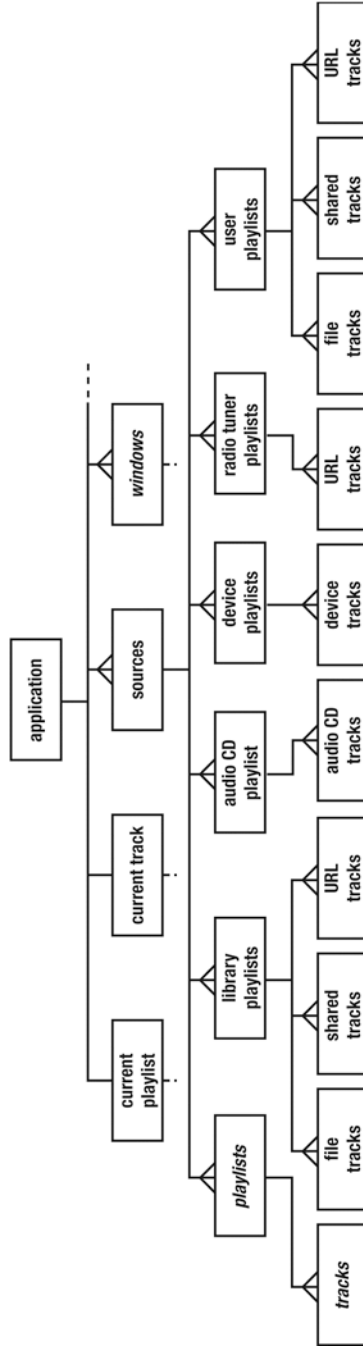 application
current
playlist
current track
sources
windows
playlists
library
playlists
audio CD
playlist
device
playlists
radio tuner
playlists
user
playlists
tracks
file
tracks
shared
tracks
URL
tracks
audio CD
tracks
device
tracks
URL
tracks
file
tracks
shared
tracks
URL
tracks